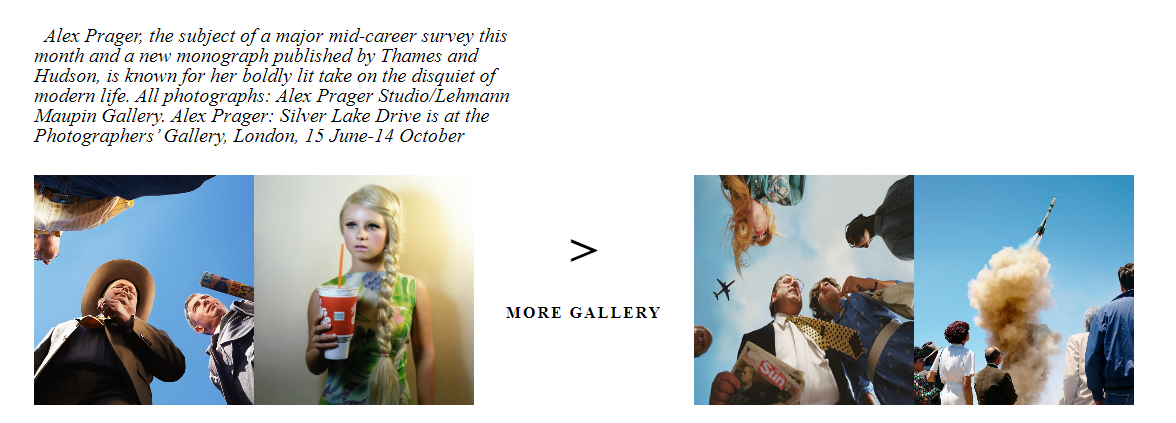 Alex Prager, the subject of a major mid-career survey this
month and a new monograph published by Thames and
Hudson, is known for her boldly lit take on the disquiet of
modern life. All photographs: Alex Prager Studio/Lehmann
Maupin Gallery. Alex Prager: Silver Lake Drive is at the
Photographers’ Gallery, London, 15 June-14 October
>
MORE GALLERY
Sun